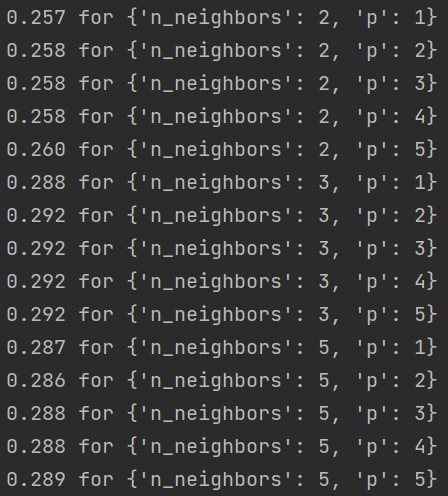 0.257 for {'n_neighbors': 2, 'p': 1}
0.258 for {'n_neighbors': 2, 'p': 2}
0.258 for {'n_neighbors': 2, 'p': 3}
0.258 for {'n_neighbors': 2, 'p': 4}
0.260 for {'n_neighbors': 2, 'p': 5}
0.288 for {'n_neighbors': 3, 'p': 1}
0.292 for {'n_neighbors': 3, 'p': 2}
0.292 for {'n_neighbors': 3, 'p': 3}
0.292 for {'n_neighbors': 3, 'p': 4}
0.292 for {'n_neighbors': 3, 'p': 5}
0.287 for {'n_neighbors': 5, 'p': 1}
0.286 for {'n_neighbors': 5, 'p': 2}
0.288 for {'n_neighbors': 5, 'p': 3}
0.288 for {'n_neighbors': 5, 'p': 4}
0.289 for {'n_neighbors': 5, 'p': 5}